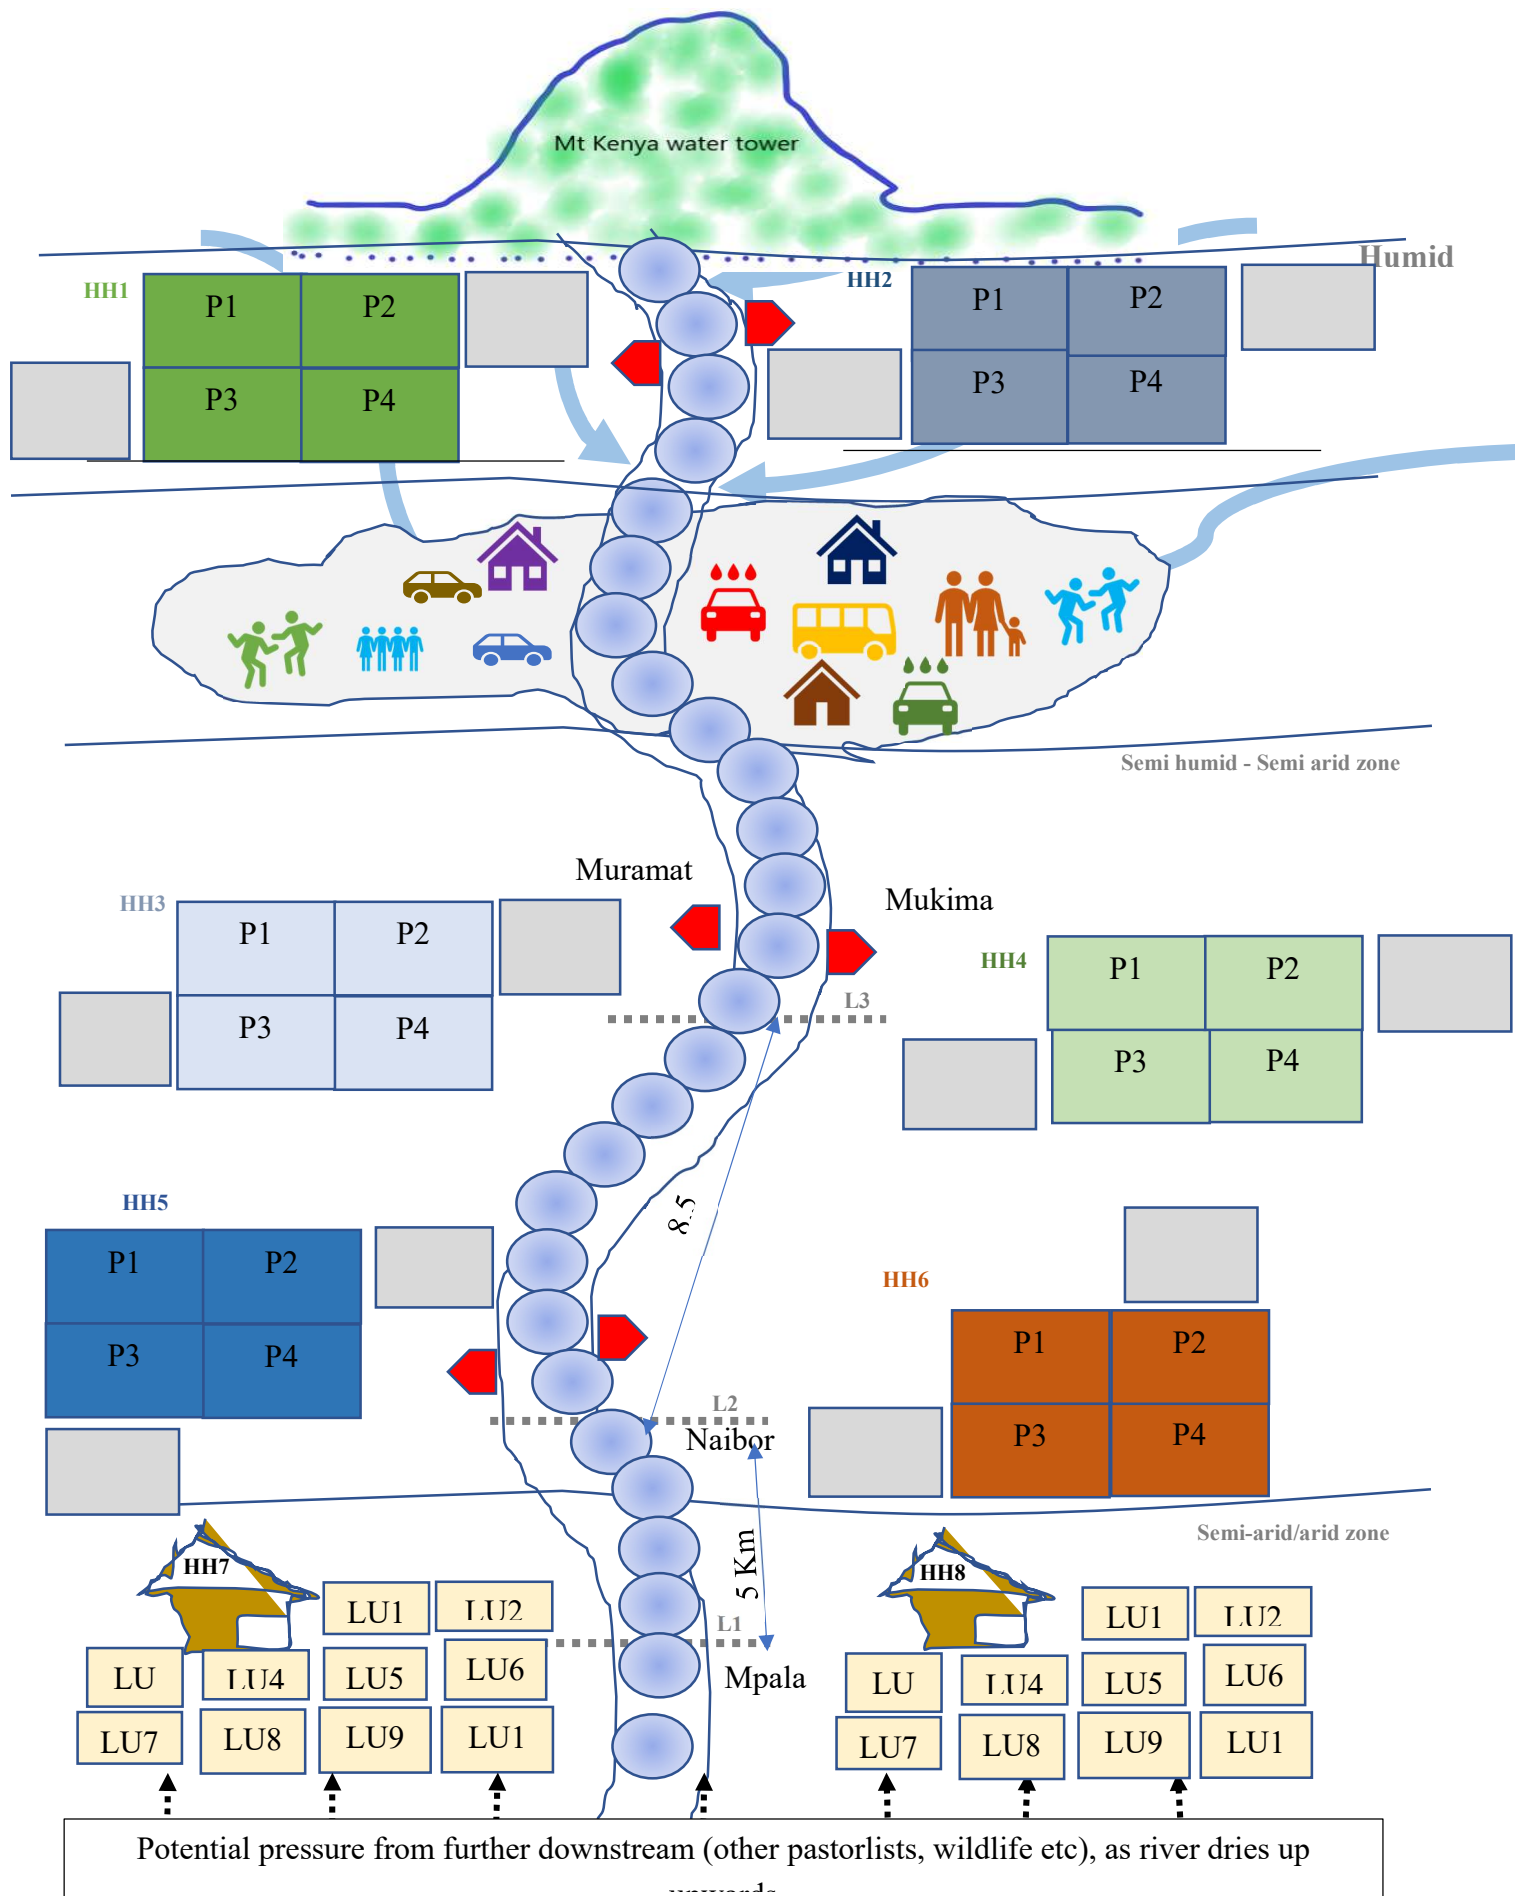 Mt Kenya water tower
Humid
HH1
P1
P2
P3
P4
HH2
P1
P2
P3
P4
Semi humid - Semi arid zone
Muramat
Mukima
HH3
P1
P2
P3
P4
HH4
P1
P2
P3
P4
L3
8.5
HH5
P1
P2
P3
P4
HH6
P1
P2
P3
P4
L2
Naibor
5 Km
Semi-arid/arid zone
HH7
LU1
LU2
LU
LU4
LU5
LU6
LU7
LU8
LU9
LU1
L1
Mpala
HH8
LU1
LU2
LU
LU4
LU5
LU6
LU7
LU8
LU9
LU1
Potential pressure from further downstream (other pastorlists, wildlife etc), as river dries up
upwards